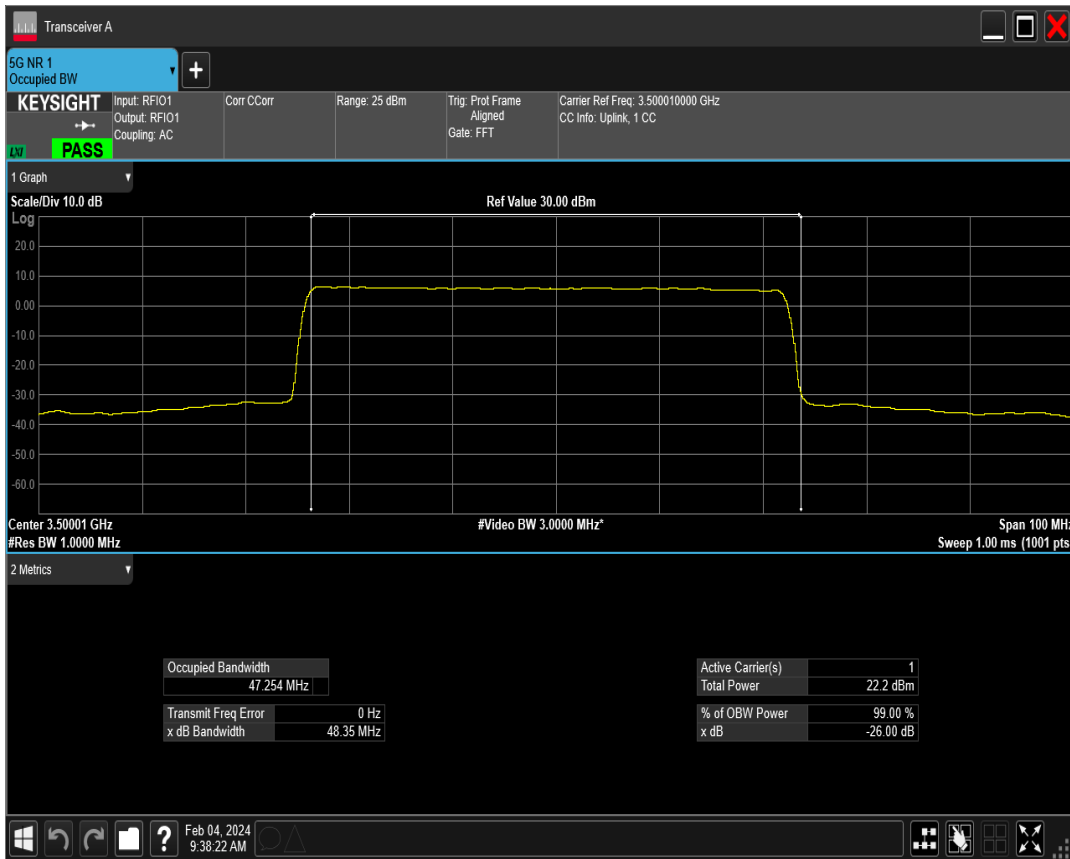 Transceiver A
5G NR 1
Occupied BW
KEYSIGHT
LXI
PASS
Input: RFIO1
Output: RFIO1
Coupling: AC
Corr CCorr
Range: 25 dBm
Trig: Prot Frame
Aligned
Gate: FFT
Carrier Ref Freq: 3.500010000 GHz
CC Info: Uplink, 1 CC
1 Graph
Scale/Div 10.0 dB
Ref Value 30.00 dBm
Log
20.0
10.0
0.00
-10.0
-20.0
-30.0
-40.0
-50.0
-60.0
Center 3.50001 GHz
#Video BW 3.0000 MHz*
Span 100 MHz
#Res BW 1.0000 MHz
Sweep 1.00 ms (1001 pts
2 Metrics
Occupied Bandwidth
47.254 MHz
Transmit Freq Error 0 Hz
x dB Bandwidth 48.35 MHz
Active Carrier(s) 1
Total Power 22.2 dBm
% of OBW Power 99.00 %
x dB -26.00 dB
?
Feb 04, 2024
9:38:22 AM